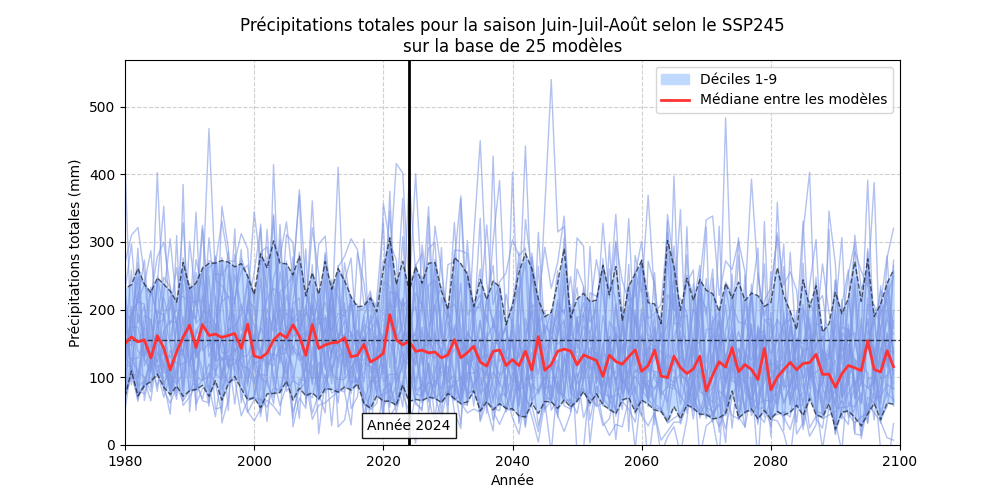 Précipitations totales pour la saison Juin-Juil-Août selon le SSP245
sur la base de 25 modèles
Déciles 1-9
Médiane entre les modèles
Précipitations totales (mm)
500
400
300
200
100
0
Année 2024
1980
2000
2020
2040
2060
2080
2100
Année